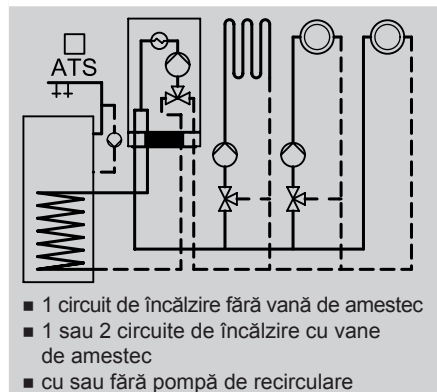 ATS
■ 1 circuit de încălzire fără vană de amestec
■ 1 sau 2 circuite de încălzire cu vane
de amestec
■ cu sau fără pompă de recirculare